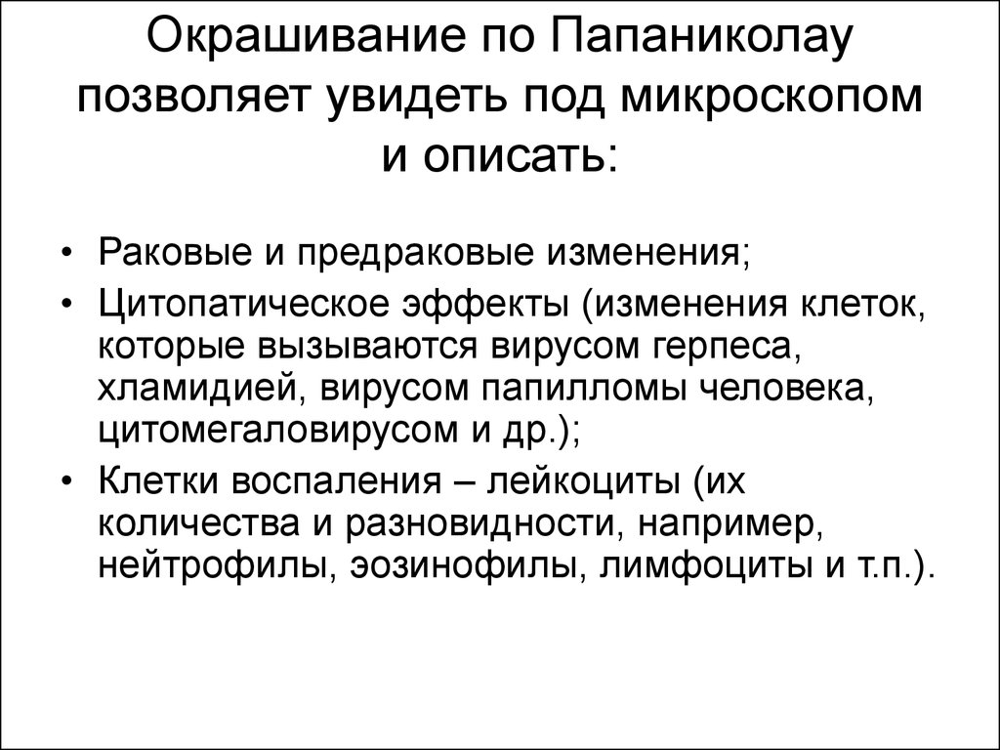 Окрашивание по Папаниколау
позволяет увидеть под микроскопом
и описать:
• Раковые и предраковые изменения;
• Цитопатическое эффекты (изменения клеток,
которые вызываются вирусом герпеса,
хламидией, вирусом папилломы человека,
цитомегаловирусом и др.);
• Клетки воспаления – лейкоциты (их
количества и разновидности, например,
нейтрофилы, эозинофилы, лимфоциты и т.п.).